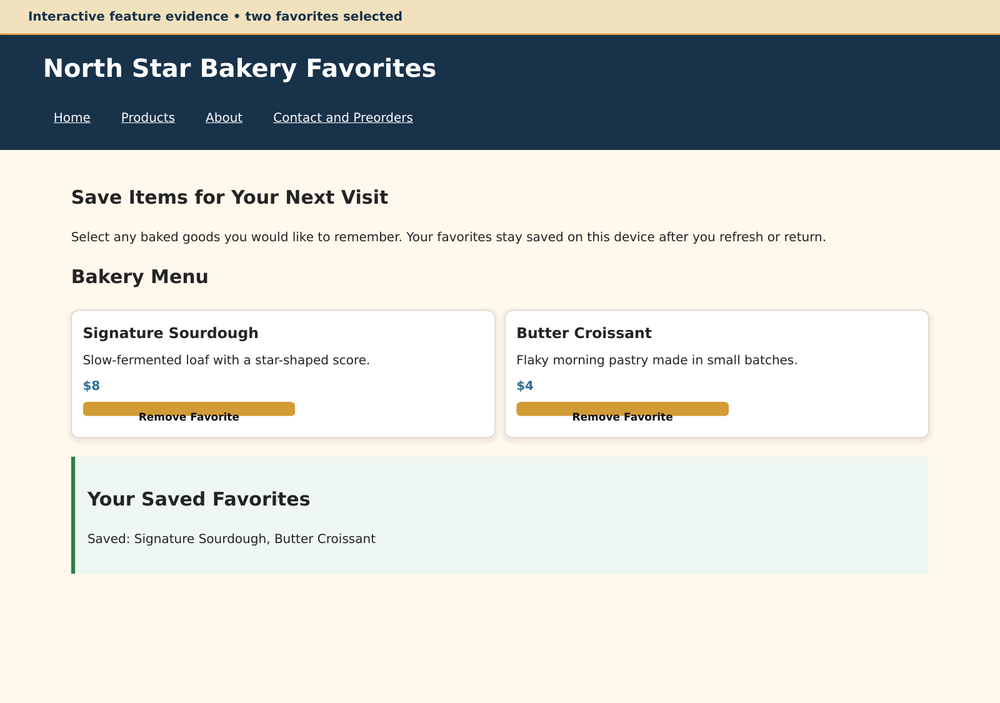 Interactive feature evidence • two favorites selected
North Star Bakery Favorites
Home Products About Contact and Preorders
Save Items for Your Next Visit
Select any baked goods you would like to remember. Your favorites stay saved on this device after you refresh or return.
Bakery Menu
Signature Sourdough
Slow-fermented loaf with a star-shaped score.
$8
Remove Favorite
Butter Croissant
Flaky morning pastry made in small batches.
$4
Remove Favorite
Your Saved Favorites
Saved: Signature Sourdough, Butter Croissant